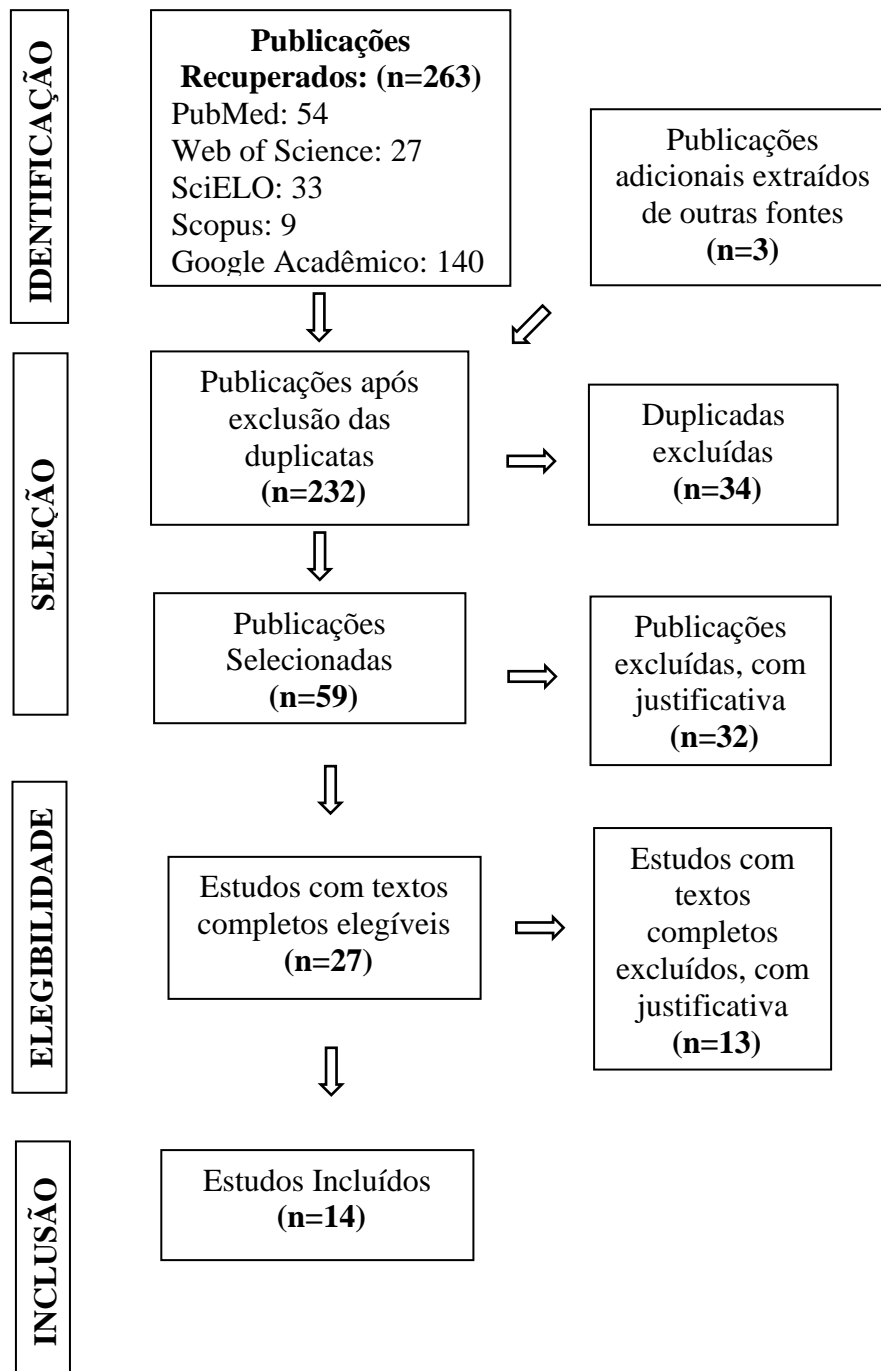 IDENTIFICAÇÃO
Publicações
Recuperados: (n=263)
PubMed: 54
Web of Science: 27
SciELO: 33
Scopus: 9
Google Acadêmico: 140
Publicações
adicionais extraídos
de outras fontes
(n=3)
SELEÇÃO
Publicações após
exclusão das
duplicatas
(n=232)
Duplicadas
excluídas
(n=34)
Publicações
Selecionadas
(n=59)
Publicações
excluídas, com
justificativa
(n=32)
ELEGIBILIDADE
Estudos com textos
completos elegíveis
(n=27)
Estudos com
textos
completos
excluídos, com
justificativa
(n=13)
INCLUSÃO
Estudos Incluídos
(n=14)